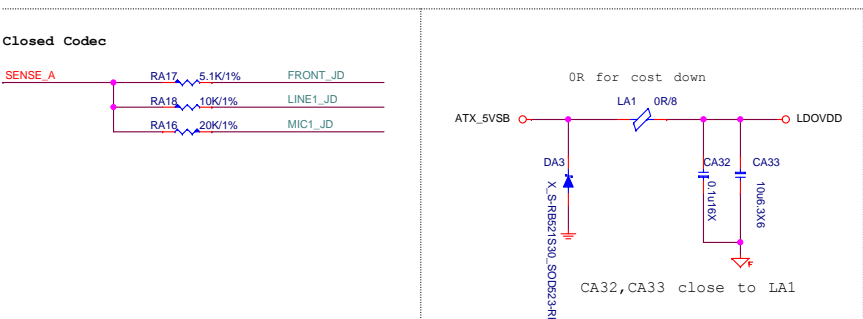 Closed Codec
SENSE_A
RA17 5.1K/1% FRONT_JD
RA18 10K/1% LINE1_JD
RA16 20K/1% MIC1_JD
0R for cost down
LA1 0R/8
ATX_5VSB
LDOVDD
DA3
X_S-RB521S30_SOD523-RH
CA32
0.1u16X
CA33
10u6.3X6
F
CA32,CA33 close to LA1